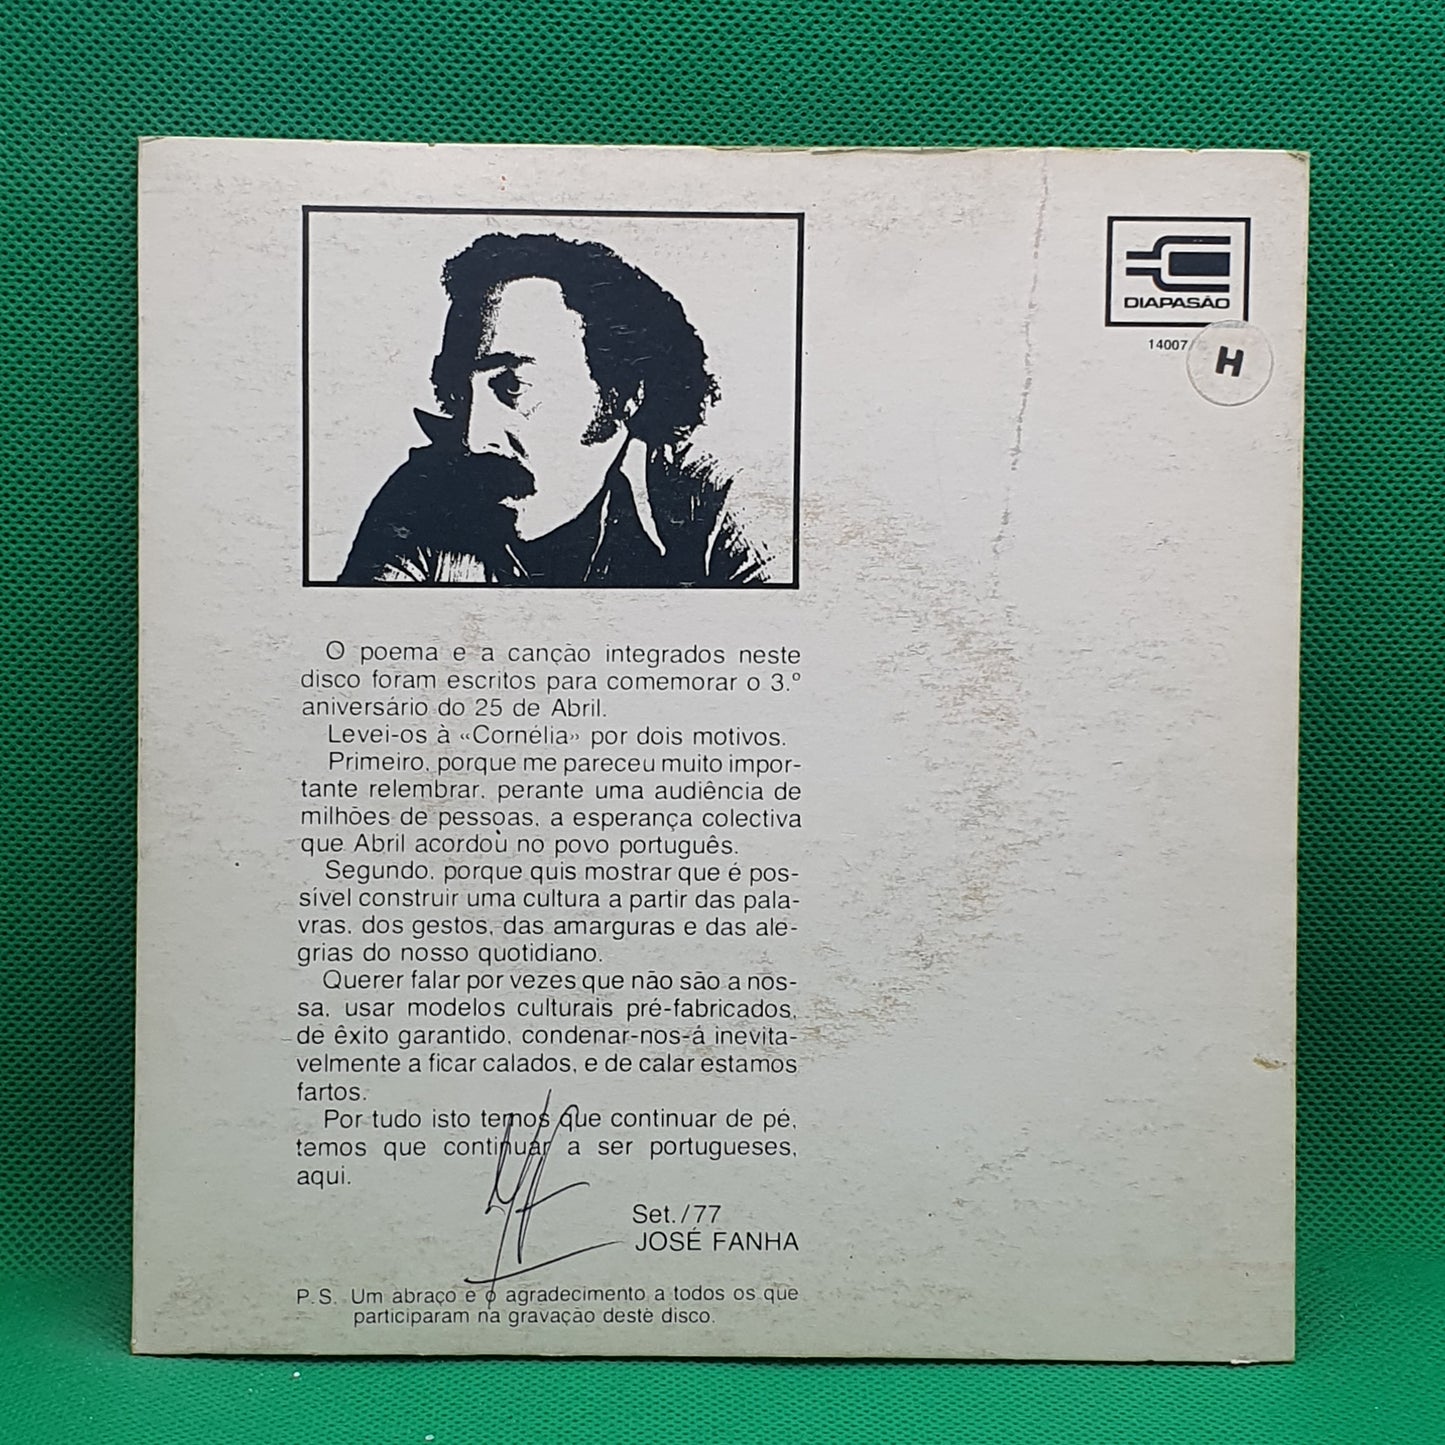 DIAPASÃO
14007
H
O poema e a canção integrados neste
disco foram escritos para comemorar o 3.º
aniversário do 25 de Abril.
Levei-os à «Cornélia» por dois motivos.
Primeiro, porque me pareceu muito impor-
tante relembrar, perante uma audiência de
milhões de pessoas, a esperança colectiva
que Abril acordou no povo português.
Segundo, porque quis mostrar que é pos-
sível construir uma cultura a partir das pala-
vras, dos gestos, das amarguras e das ale-
grias do nosso quotidiano.
Querer falar por vezes que não são a nos-
sa, usar modelos culturais pré-fabricados,
de êxito garantido, condenar-nos-á inevita-
velmente a ficar calados, e de calar estamos
fartos.
Por tudo isto temos que continuar de pé,
temos que continuar a ser portugueses,
aqui.
Set./77
JOSÉ FANHA
P.S. Um abraço e o agradecimento a todos os que
participaram na gravação deste disco.